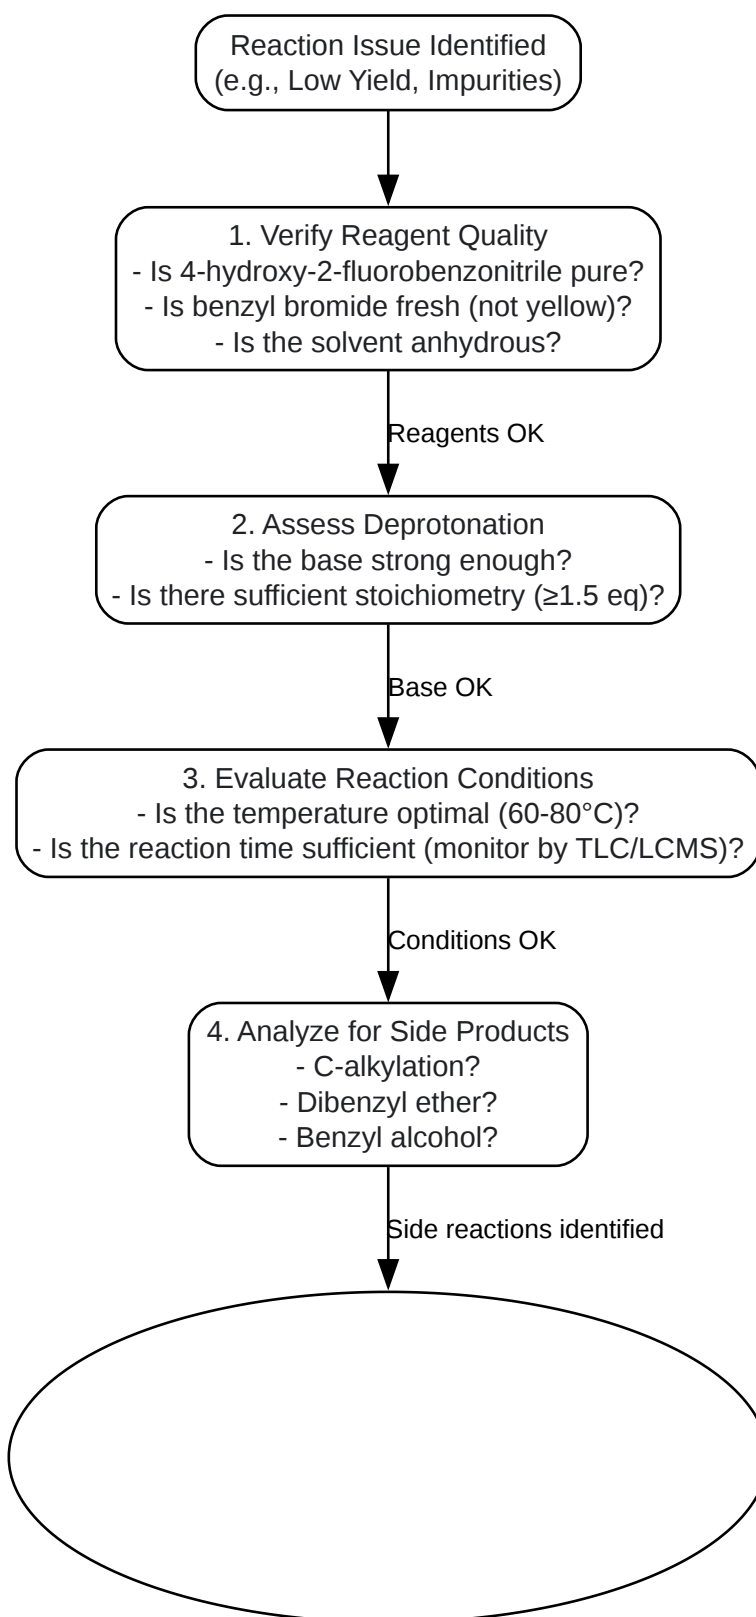 Reaction Issue Identified
(e.g., Low Yield, Impurities)
1. Verify Reagent Quality
- Is 4-hydroxy-2-fluorobenzonitrile pure?
- Is benzyl bromide fresh (not yellow)?
- Is the solvent anhydrous?
Reagents OK
2. Assess Deprotonation
- Is the base strong enough?
- Is there sufficient stoichiometry (≥1.5 eq)?
Base OK
3. Evaluate Reaction Conditions
- Is the temperature optimal (60-80°C)?
- Is the reaction time sufficient (monitor by TLC/LCMS)?
Conditions OK
4. Analyze for Side Products
- C-alkylation?
- Dibenzyl ether?
- Benzyl alcohol?
Side reactions identified